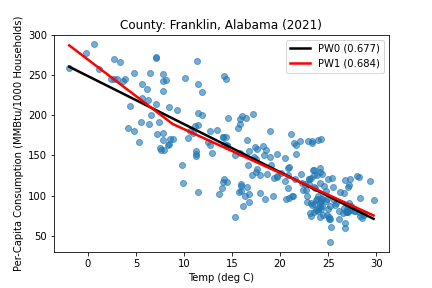 County: Franklin, Alabama (2021)
Per-Capita Consumption (MMBtu/1000 Households)
300
250
200
150
100
50
PW0 (0.677)
PW1 (0.684)
0 5 10 15 20 25 30
Temp (deg C)